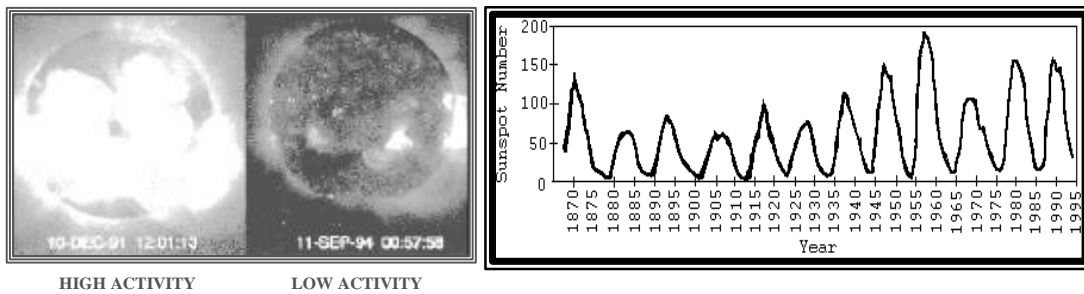 10-DEC-91 12:01:13
11-SEP-94 00:57:58
HIGH ACTIVITY
LOW ACTIVITY
Sunspot Number
200
150
100
50
0
1870 1875 1880 1885 1890 1895 1900 1905 1910 1915 1920 1925 1930 1935 1940 1945 1950 1955 1960 1965 1970 1975 1980 1985 1990 1995
Year